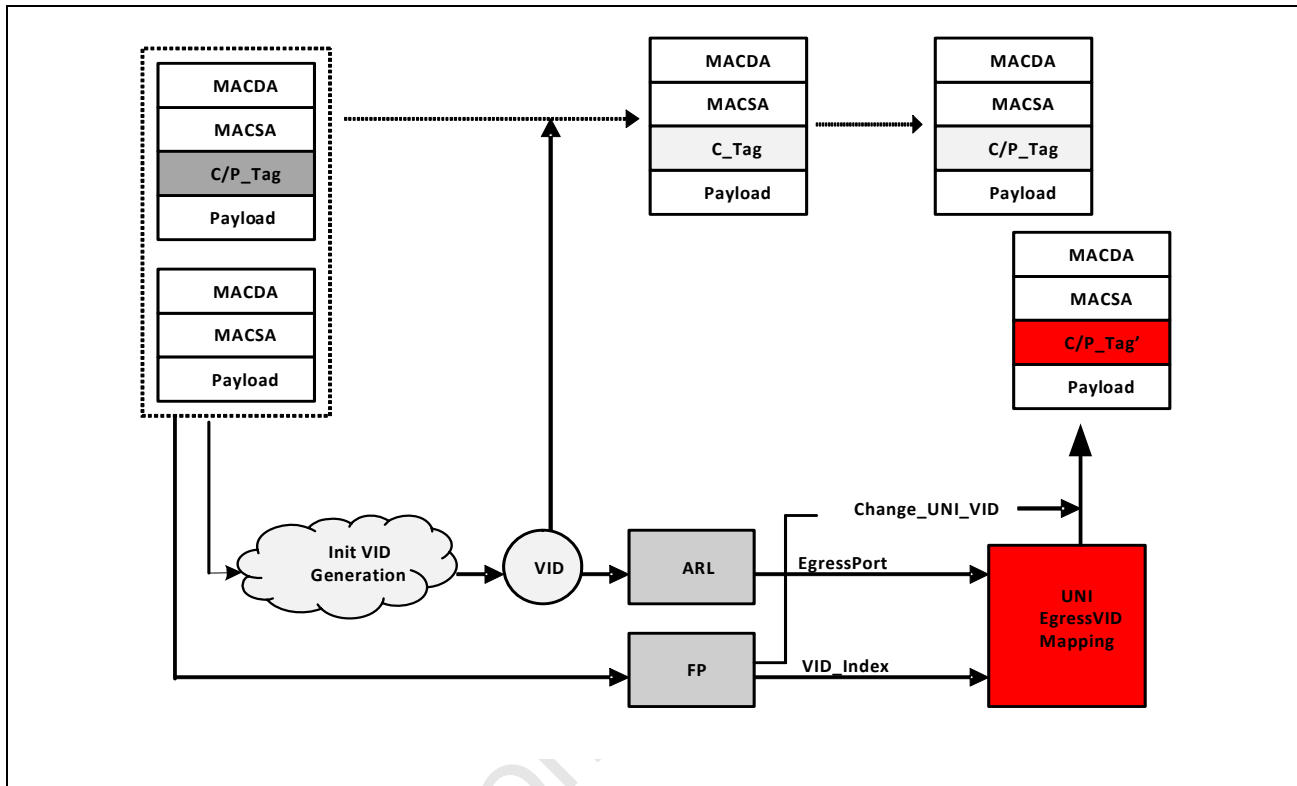 MACDA
MACSA
C/P_Tag
Payload
MACDA
MACSA
Payload
MACDA
MACSA
C_Tag
Payload
MACDA
MACSA
C/P_Tag
Payload
MACDA
MACSA
C/P_Tag’
Payload
Change_UNI_VID
Init VID
Generation
VID
ARL
EgressPort
UNI
EgressVID
Mapping
FP
VID_Index